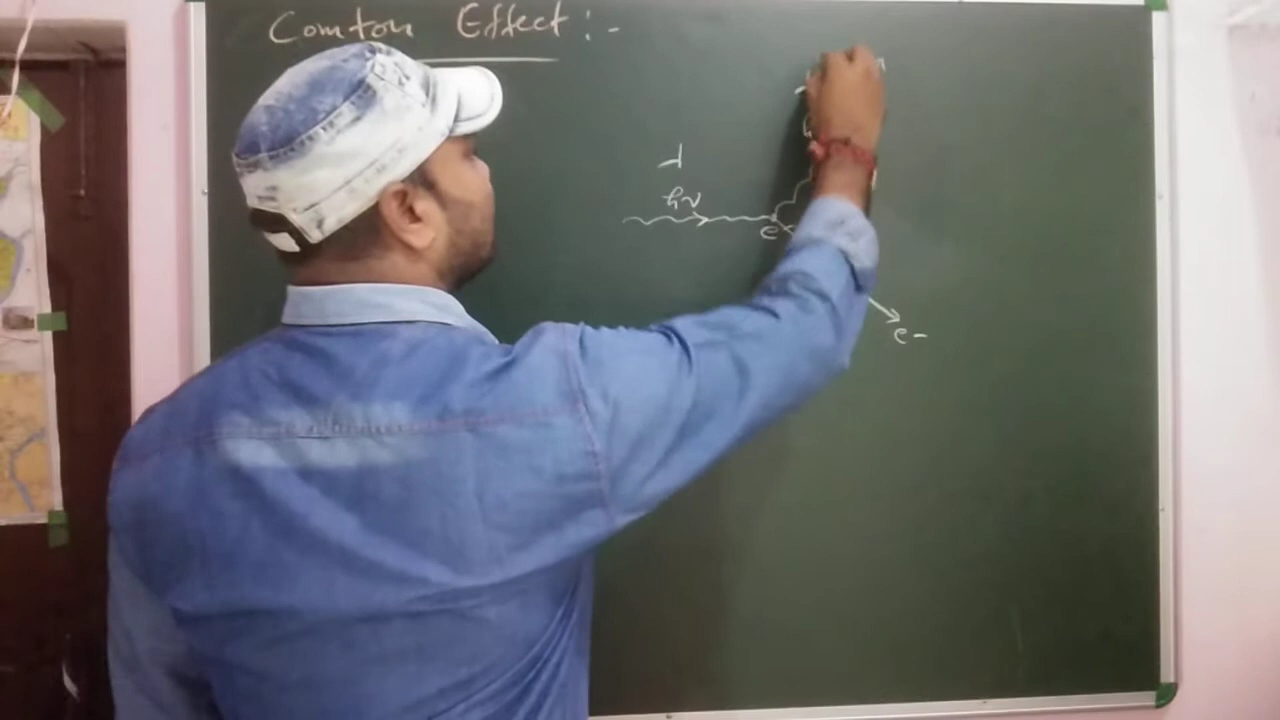 Comton Effect :-
hν
e
e-